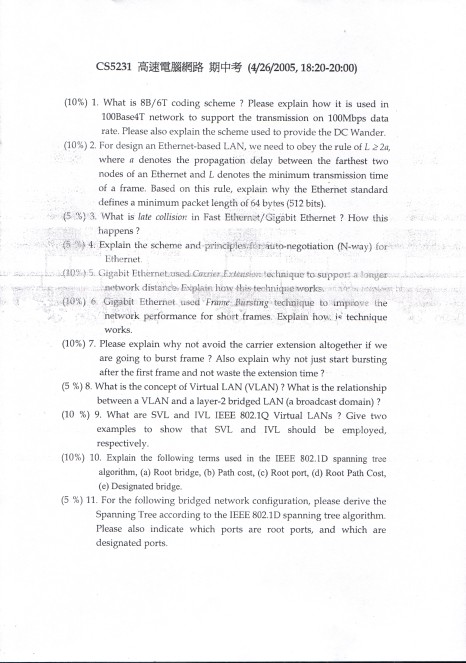 CS5231 高速電腦網路 期中考 (4/26/2005, 18:20-20:00)
(10%) 1. What is 8B/6T coding scheme ? Please explain how it is used in
100Base4T network to support the transmission on 100Mbps data
rate. Please also explain the scheme used to provide the DC Wander.
(10%) 2. For design an Ethernet-based LAN, we need to obey the rule of L ≥ 2a,
where a denotes the propagation delay between the farthest two
nodes of an Ethernet and L denotes the minimum transmission time
of a frame. Based on this rule, explain why the Ethernet standard
defines a minimum packet length of 64 bytes (512 bits).
(5 %) 3. What is late collision in Fast Ethernet/Gigabit Ethernet ? How this
happens ?
(5 %) 4. Explain the scheme and principles for auto-negotiation (N-way) for
Ethernet.
(10%) 5. Gigabit Ethernet used Carrier Extension technique to support a longer
network distance. Explain how this technique works.
(10%) 6. Gigabit Ethernet used Frame Bursting technique to improve the
network performance for short frames. Explain how technique
works.
(10%) 7. Please explain why not avoid the carrier extension altogether if we
are going to burst frame ? Also explain why not just start bursting
after the first frame and not waste the extension time ?
(5 %) 8. What is the concept of Virtual LAN (VLAN) ? What is the relationship
between a VLAN and a layer-2 bridged LAN (a broadcast domain) ?
(10 %) 9. What are SVL and IVL IEEE 802.1Q Virtual LANs ? Give two
examples to show that SVL and IVL should be employed,
respectively.
(10%) 10. Explain the following terms used in the IEEE 802.1D spanning tree
algorithm, (a) Root bridge, (b) Path cost, (c) Root port, (d) Root Path Cost,
(e) Designated bridge.
(5 %) 11. For the following bridged network configuration, please derive the
Spanning Tree according to the IEEE 802.1D spanning tree algorithm.
Please also indicate which ports are root ports, and which are
designated ports.